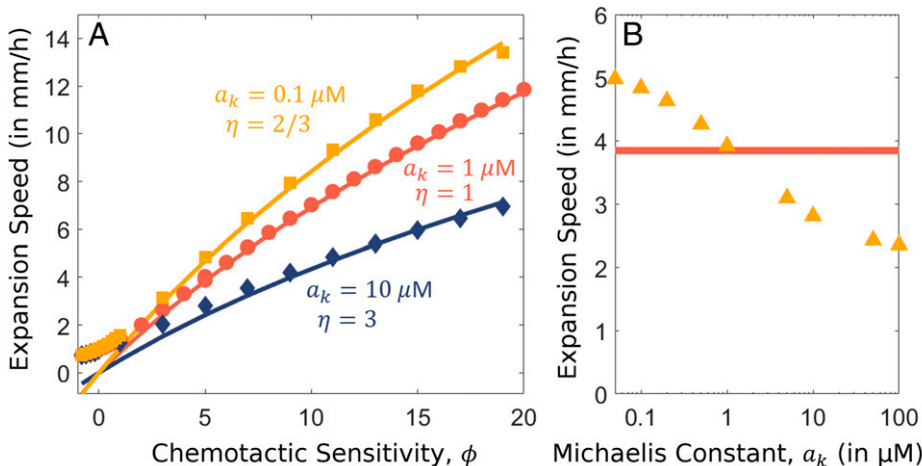 A
B
Expansion Speed (in mm/h)
14
12
10
8
6
4
2
0
a_k = 0.1 μM
η = 2/3
a_k = 1 μM
η = 1
a_k = 10 μM
η = 3
0
5
10
15
20
Chemotactic Sensitivity, ϕ
Expansion Speed (in mm/h)
6
5
4
3
2
1
0
0.1
1
10
100
Michaelis Constant, a_k (in μM)